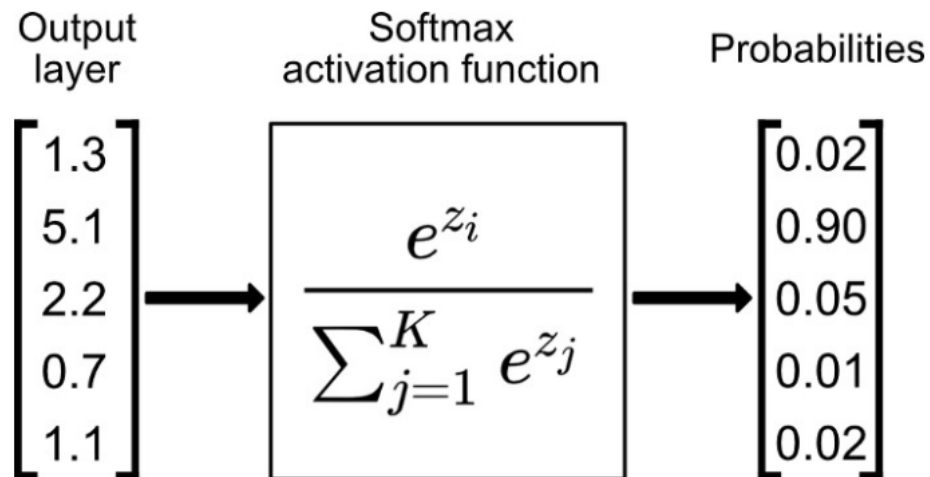 Output
layer
Softmax
activation function
Probabilities
1.3
5.1
2.2
0.7
1.1
e^{z_i}
∑_{j=1}^{K} e^{z_j}
0.02
0.90
0.05
0.01
0.02